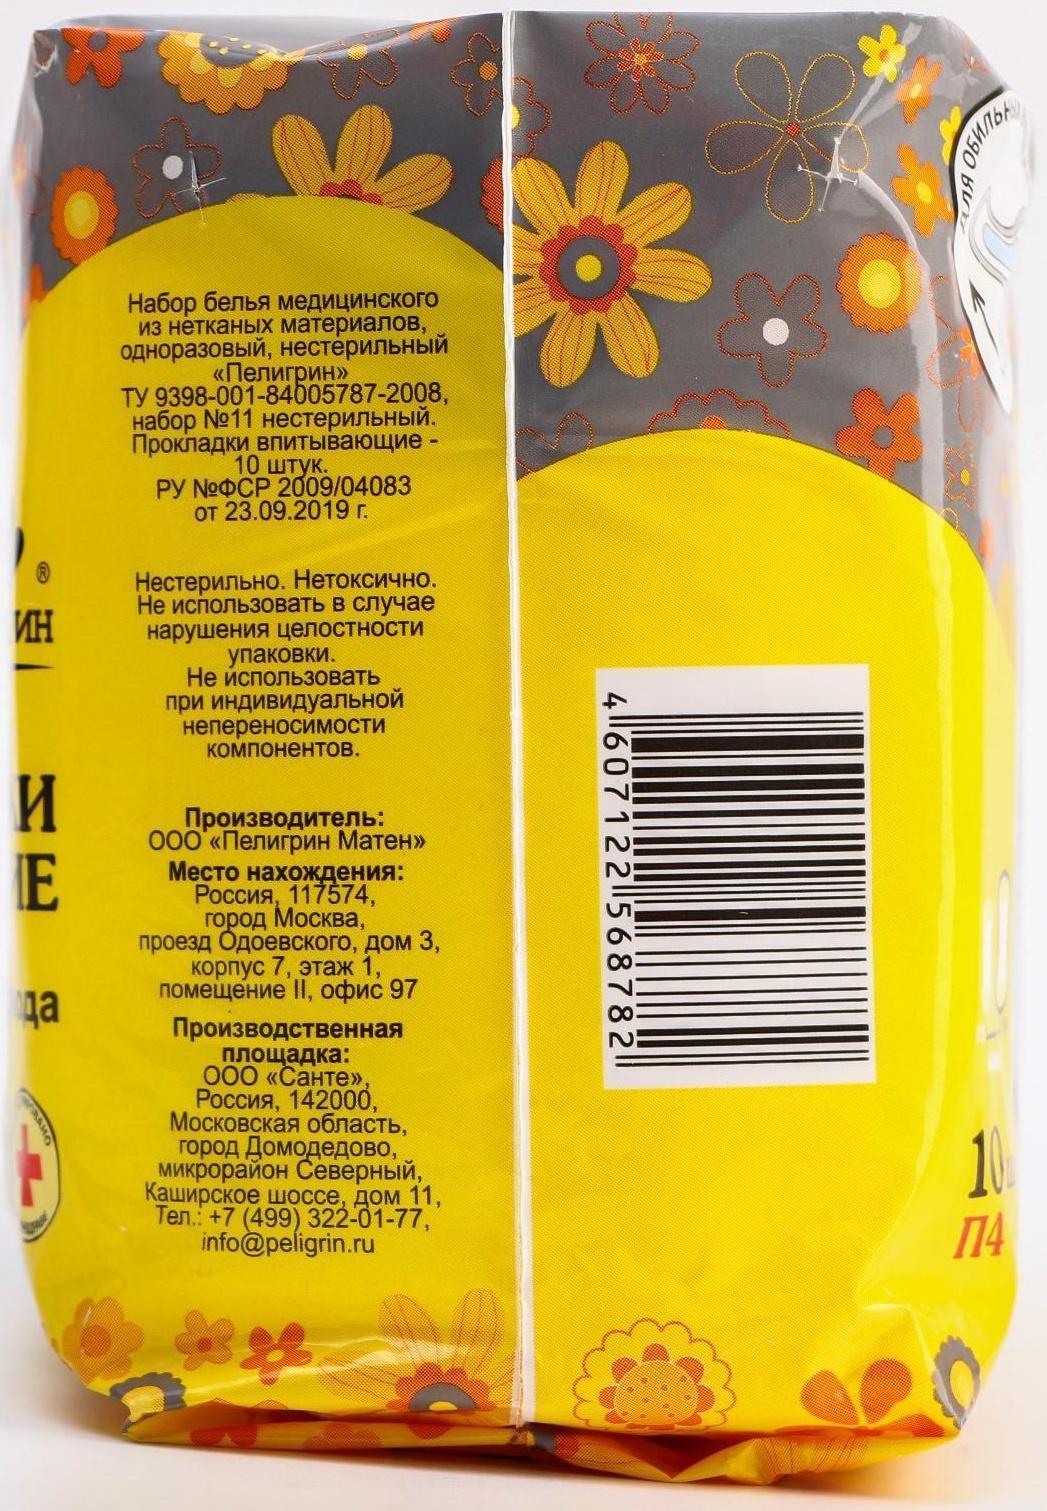 Набор белья медицинского
из нетканых материалов,
одноразовый, нестерильный
«Пелигрин»
ТУ 9398-001-84005787-2008,
набор №11 нестерильный.
Прокладки впитывающие -
10 штук.
РУ №ФСР 2009/04083
от 23.09.2019 г.
Нестерильно. Нетоксично.
Не использовать в случае
нарушения целостности
упаковки.
Не использовать
при индивидуальной
непереносимости
компонентов.
Производитель:
ООО «Пелигрин Матен»
Место нахождения:
Россия, 117574,
город Москва,
проезд Одоевского, дом 3,
корпус 7, этаж 1,
помещение II, офис 97
Производственная
площадка:
ООО «Санте»,
Россия, 142000,
Московская область,
город Домодедово,
микрорайон Северный,
Каширское шоссе, дом 11,
Тел.: +7 (499) 322-01-77,
info@peligrin.ru
4 607122 568782
ДЛЯ
10
П4
®